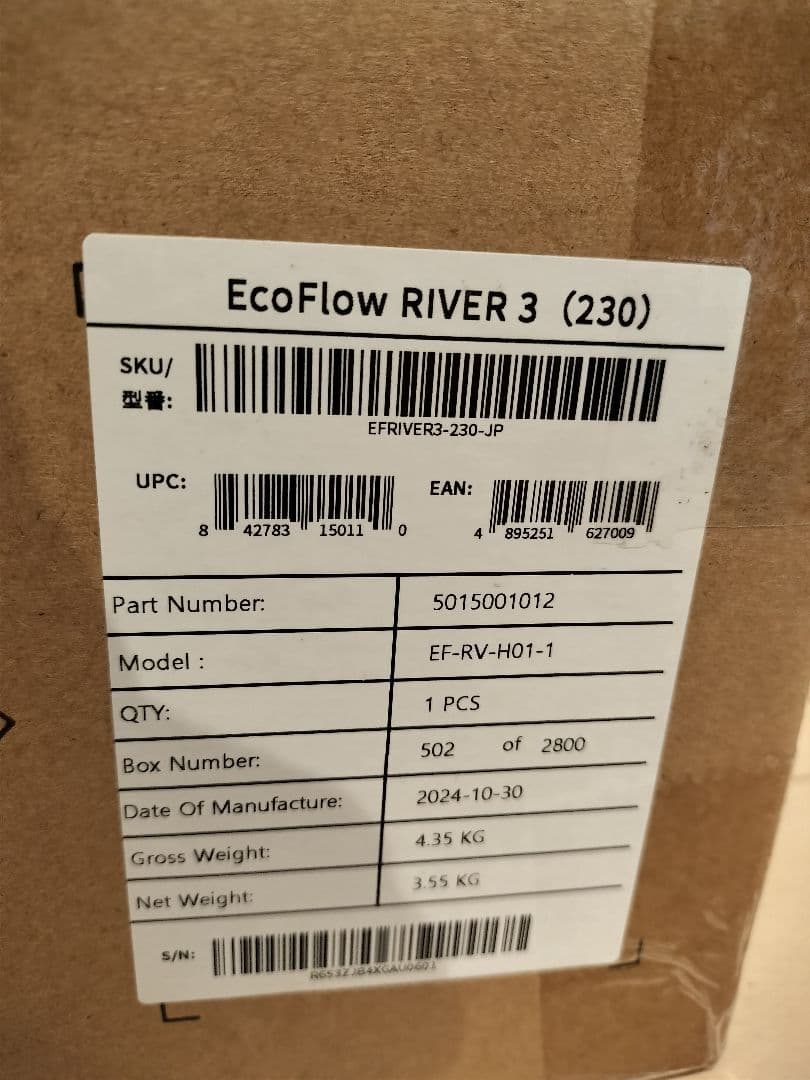 EcoFlow RIVER 3（230）
SKU/
型番:
EFRIVER3-230-JP
UPC:
8 42783 15011 0
EAN:
4 895251 627009
Part Number: 5015001012
Model : EF-RV-H01-1
QTY: 1 PCS
Box Number: 502 of 2800
Date Of Manufacture: 2024-10-30
Gross Weight: 4.35 KG
Net Weight: 3.55 KG
S/N: